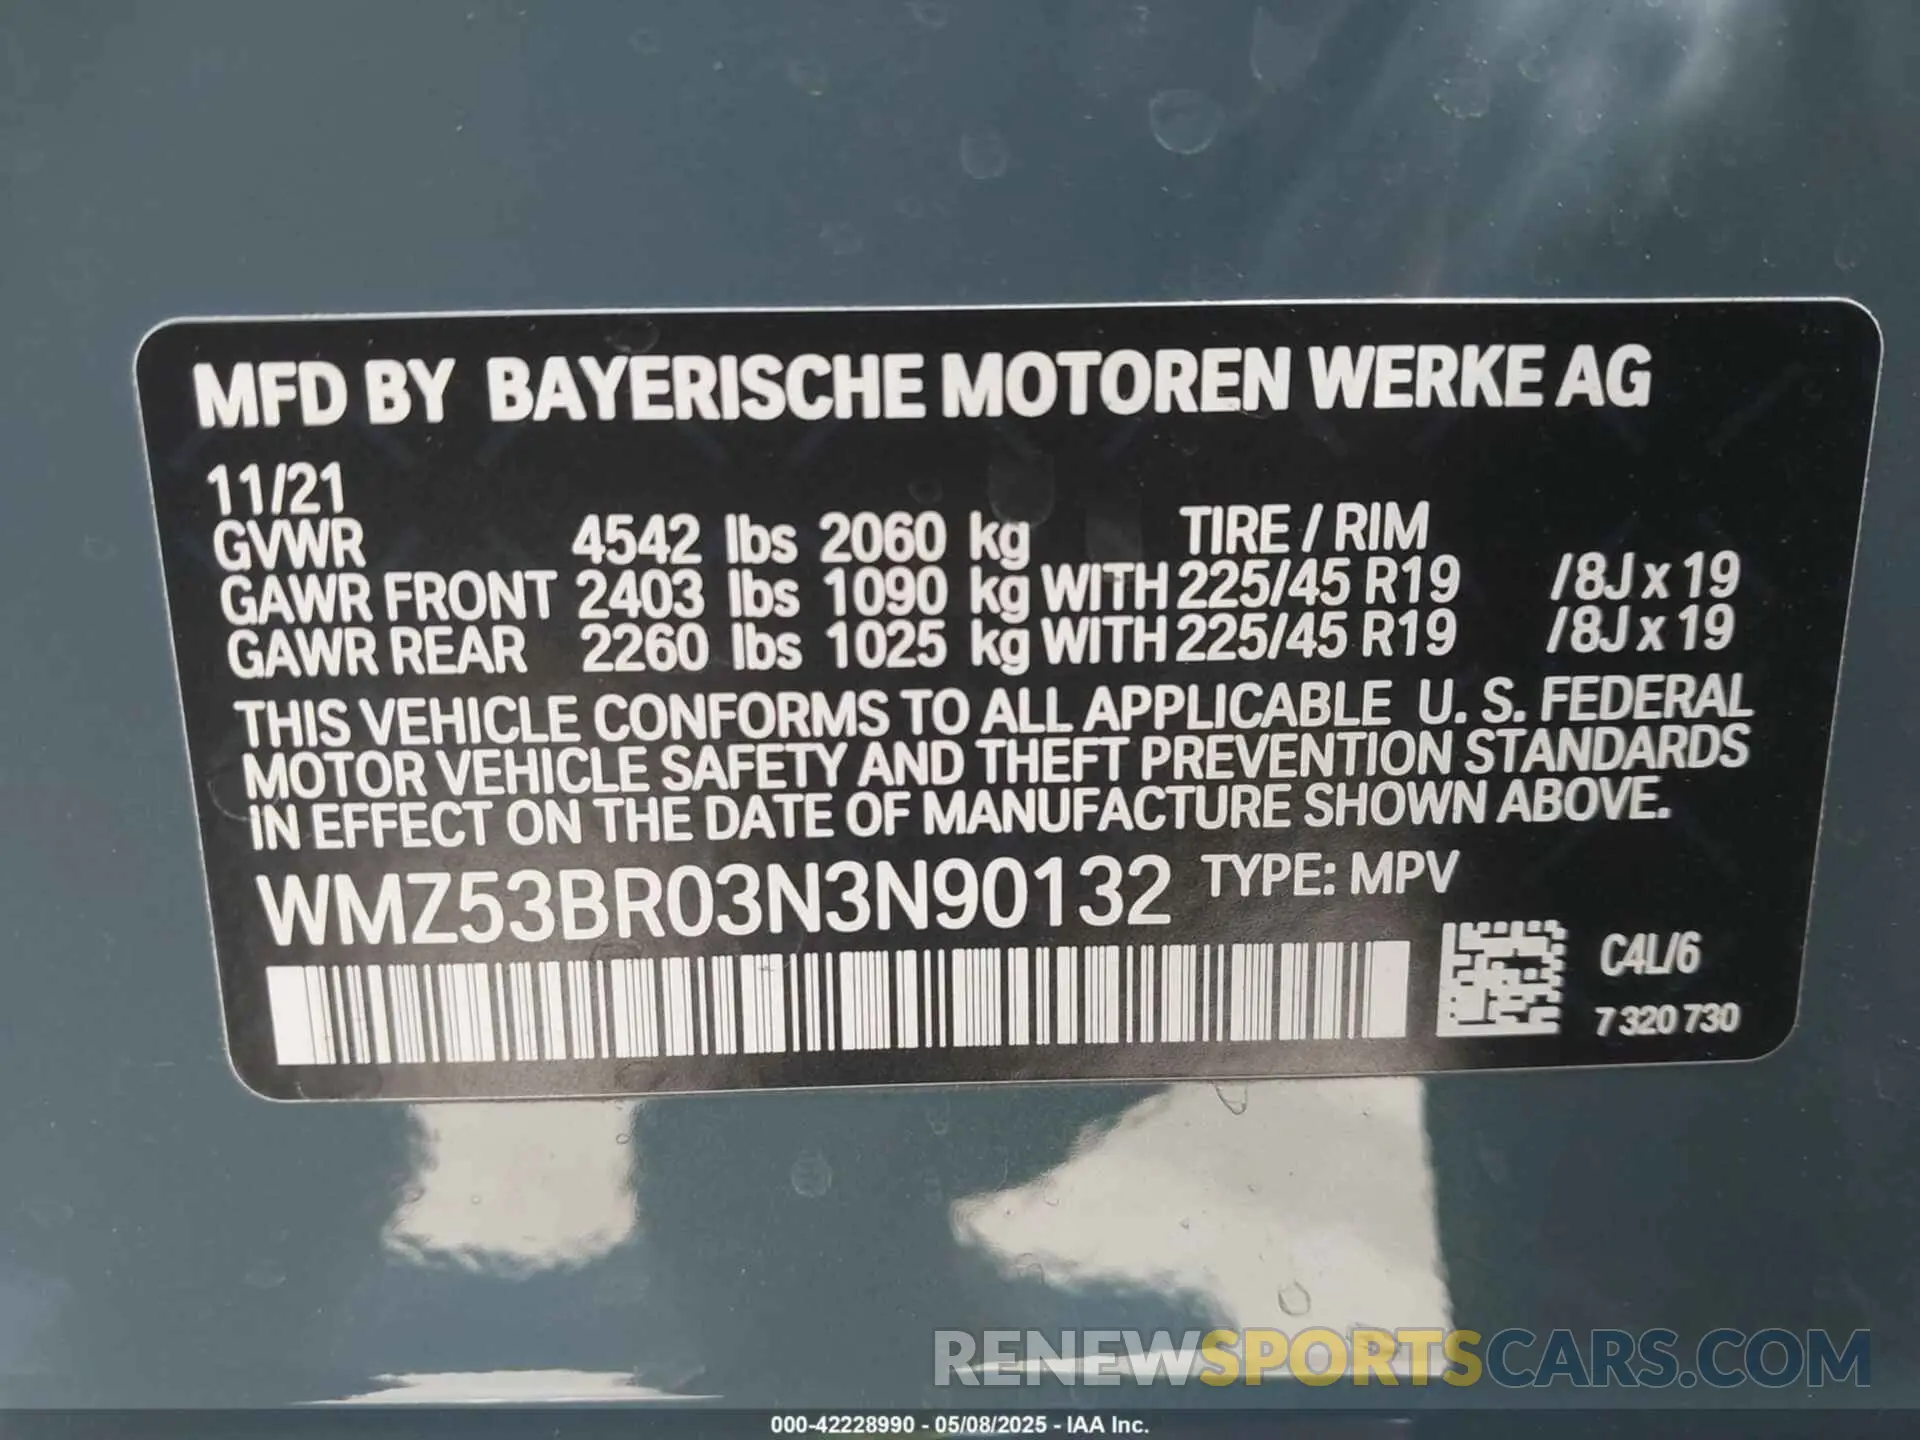 MFD BY BAYERISCHE MOTOREN WERKE AG
11/21
GVWR 4542 lbs 2060 kg TIRE / RIM
GAWR FRONT 2403 lbs 1090 kg WITH 225/45 R19 /8J x 19
GAWR REAR 2260 lbs 1025 kg WITH 225/45 R19 /8J x 19
THIS VEHICLE CONFORMS TO ALL APPLICABLE U. S. FEDERAL
MOTOR VEHICLE SAFETY AND THEFT PREVENTION STANDARDS
IN EFFECT ON THE DATE OF MANUFACTURE SHOWN ABOVE.
WMZ53BR03N3N90132 TYPE: MPV
C4L/6
7 320 730
RENEWSPORTSCARS.COM
000-42228990 - 05/08/2025 - IAA Inc.